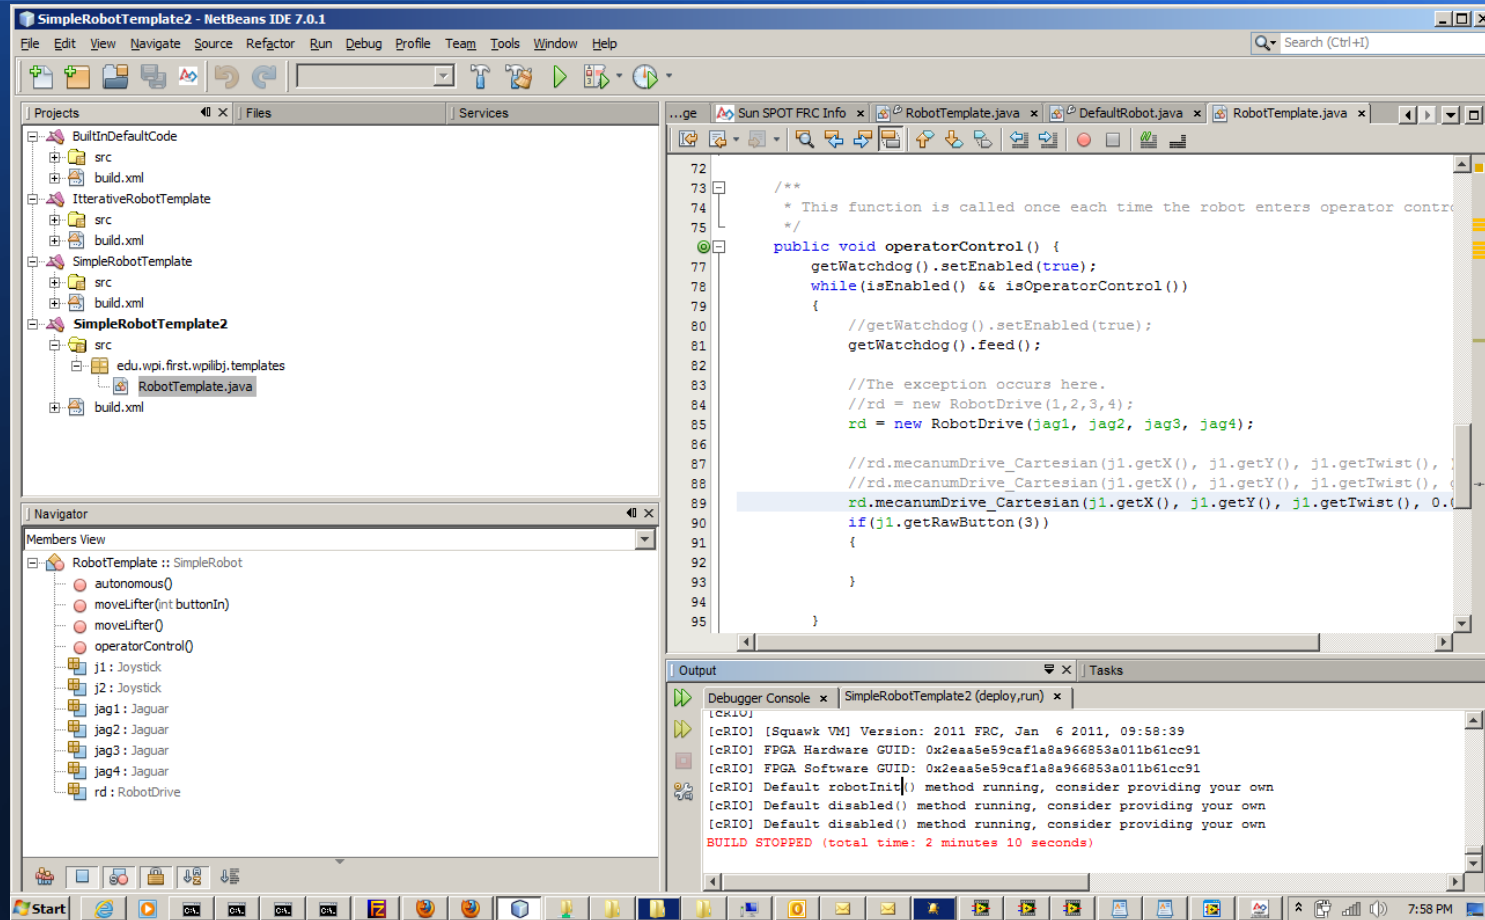 SimpleRobotTemplate2 - NetBeans IDE 7.0.1
File Edit View Navigate Source Refactor Run Debug Profile Team Tools Window Help
Search (Ctrl+I)
Projects
Files
Services
BuiltInDefaultCode
src
build.xml
ItterativeRobotTemplate
src
build.xml
SimpleRobotTemplate
src
build.xml
SimpleRobotTemplate2
src
edu.wpi.first.wpilibj.templates
RobotTemplate.java
build.xml
Navigator
Members View
RobotTemplate :: SimpleRobot
autonomous()
moveLifter(int buttonIn)
moveLifter()
operatorControl()
j1 : Joystick
j2 : Joystick
jag1 : Jaguar
jag2 : Jaguar
jag3 : Jaguar
jag4 : Jaguar
rd : RobotDrive
...ge Sun SPOT FRC Info RobotTemplate.java DefaultRobot.java RobotTemplate.java
72
73 /**
74 * This function is called once each time the robot enters operator contro
75 */
public void operatorControl() {
77 getWatchdog().setEnabled(true);
78 while(isEnabled() && isOperatorControl())
79 {
80 //getWatchdog().setEnabled(true);
81 getWatchdog().feed();
82
83 //The exception occurs here.
84 //rd = new RobotDrive(1,2,3,4);
85 rd = new RobotDrive(jag1, jag2, jag3, jag4);
86
87 //rd.mecanumDrive_Cartesian(j1.getX(), j1.getY(), j1.getTwist(),
88 //rd.mecanumDrive_Cartesian(j1.getX(), j1.getY(), j1.getTwist(),
89 rd.mecanumDrive_Cartesian(j1.getX(), j1.getY(), j1.getTwist(), 0.0
90 if(j1.getRawButton(3))
91 {
92
93 }
94
95 }
Output
Tasks
Debugger Console SimpleRobotTemplate2 (deploy,run)
[cRIO]
[cRIO] [Squawk VM] Version: 2011 FRC, Jan 6 2011, 09:58:39
[cRIO] FPGA Hardware GUID: 0x2eaa5e59caf1a8a966853a011b61cc91
[cRIO] FPGA Software GUID: 0x2eaa5e59caf1a8a966853a011b61cc91
[cRIO] Default robotInit() method running, consider providing your own
[cRIO] Default disabled() method running, consider providing your own
[cRIO] Default disabled() method running, consider providing your own
BUILD STOPPED (total time: 2 minutes 10 seconds)
Start
7:58 PM